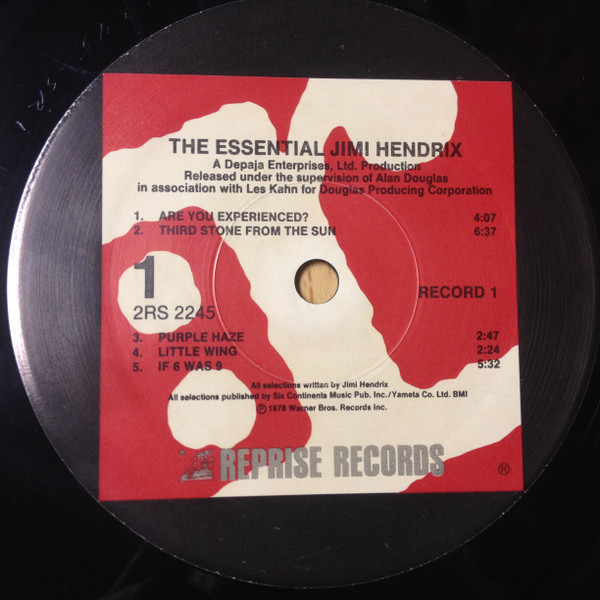 THE ESSENTIAL JIMI HENDRIX
A Depaja Enterprises, Ltd. Production
Released under the supervision of Alan Douglas
in association with Les Kahn for Douglas Producing Corporation
1. ARE YOU EXPERIENCED? 4:07
2. THIRD STONE FROM THE SUN 6:37
1
2RS 2245
RECORD 1
3. PURPLE HAZE 2:47
4. LITTLE WING 2:24
5. IF 6 WAS 9 5:32
All selections written by Jimi Hendrix
All selections published by Six Continents Music Pub. Inc./Yameta Co. Ltd. BMI
℗ 1978 Warner Bros. Records Inc.
REPRISE RECORDS ®